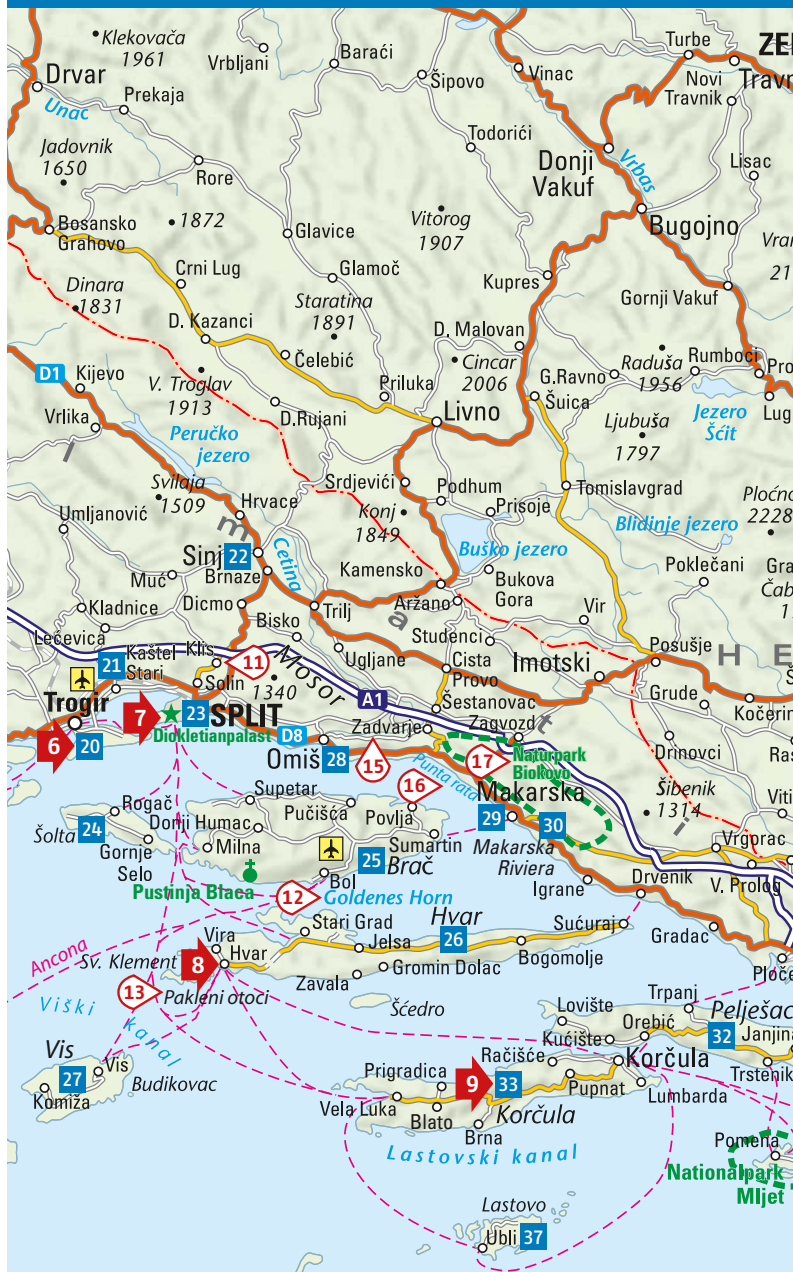 Klekovača
1961
Drvar
Unac
Prekaja
Vrbljani
Baraći
Šipovo
Vinac
Turbe
ZE
Travn
Novi
Travnik
Todorići
Donji
Vakuf
Vrbas
Lisac
Jadovnik
1650
Rore
1872
Bosansko
Grahovo
Glavice
Vitorog
1907
Bugojno
Vran
21
Dinara
1831
Crni Lug
Glamoč
Staratina
1891
Kupres
Gornji Vakuf
D. Kazanci
D. Malovan
D1
Kijevo
Čelebić
Cincar
2006
Raduša
1956
Rumboci
Pro
V. Troglav
1913
Priluka
G.Ravno
Šuica
Jezero
Šćit
Lug
Vrlika
D.Rujani
Livno
Ljubuša
1797
Peručko
jezero
Svilaja
1509
Srdjevići
Podhum
Tomislavgrad
Pločno
2228
Umljanović
Hrvace
Konj
1849
Prisoje
Blidinje jezero
i
m
a
t
i
Sinj
22
Cetina
Buško jezero
Gra
Čab
1
Muć
Brnaze
Kamensko
Bukova
Gora
Poklečani
Kladnice
Dicmo
Trilj
Aržano
Vir
Lečevica
Bisko
Studenci
Posušje
H E
21
Kaštel
Stari
Klis
11
Mosor
Ugljane
Cista
Provo
Imotski
Grude
Š
Solin
1340
A1
Šestanovac
Kočerin
Trogir
7
23
SPLIT
Diokletianpalast
D8
Zadvarje
Zagvozd
Drinovci
6
20
Omiš
28
15
17
Naturpark
Biokovo
Ras
Punta rata
16
Šibenik
1314
Supetar
Makarska
Viti
Rogač
Pučišća
Povlja
29
30
Šolta
24
Donji Humac
Sumartin
Makarska
Riviera
Vrgorac
Gornje
Selo
Milna
25
Brač
Igrane
Drvenik
V. Prolog
Pustinja Blaca
Bol
12
Goldenes Horn
Ancona
Stari Grad
Hvar
Sućuraj
Gradac
Vira
Hvar
Jelsa
26
Bogomolje
Sv. Klement
8
Zavala
Gromin Dolac
Ploče
13
Pakleni otoci
Šćedro
Trpanj
Viški
kanal
Lovište
Pelješac
Orebić
32
Janjina
Kućište
Vis
Račišće
Korčula
Trstenik
27
Vis
Budikovac
Prigradica
9
33
Pupnat
Lumbarda
Komiža
Vela Luka
Blato
Korčula
Brna
Pomena
Lastovski kanal
Nationalpark
Mljet
Lastovo
Ubli
37